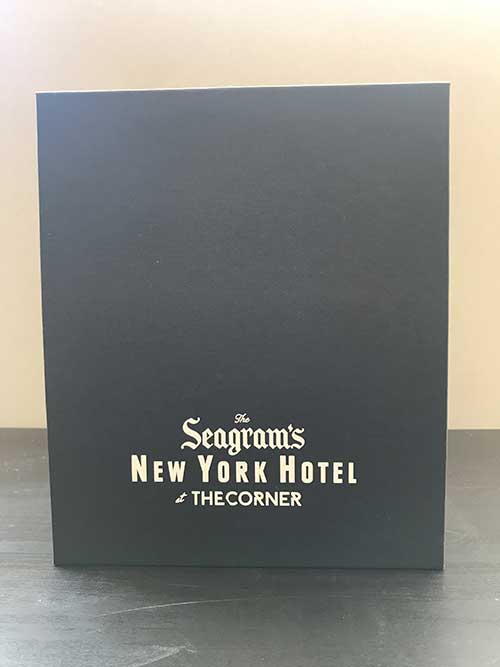 The
Seagram's
NEW YORK HOTEL
at THECORNER